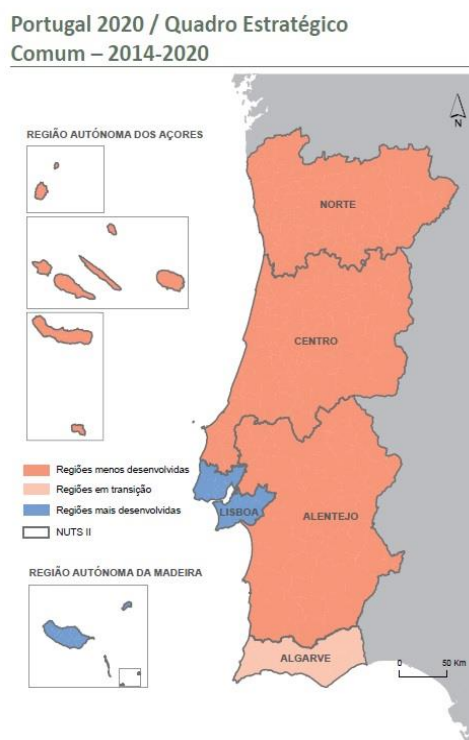 Portugal 2020 / Quadro Estratégico
Comum – 2014-2020
N
REGIÃO AUTÓNOMA DOS AÇORES
NORTE
CENTRO
Regiões menos desenvolvidas
Regiões em transição
Regiões mais desenvolvidas
NUTS II
LISBOA
ALENTEJO
REGIÃO AUTÓNOMA DA MADEIRA
ALGARVE
0 50 Km